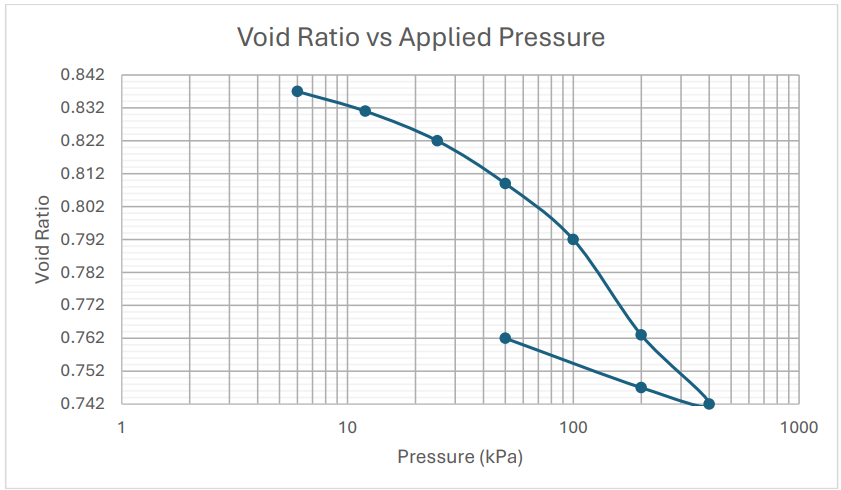 Void Ratio vs Applied Pressure
0.842
0.832
0.822
0.812
0.802
0.792
0.782
0.772
0.762
0.752
0.742
Void Ratio
1 10 100 1000
Pressure (kPa)